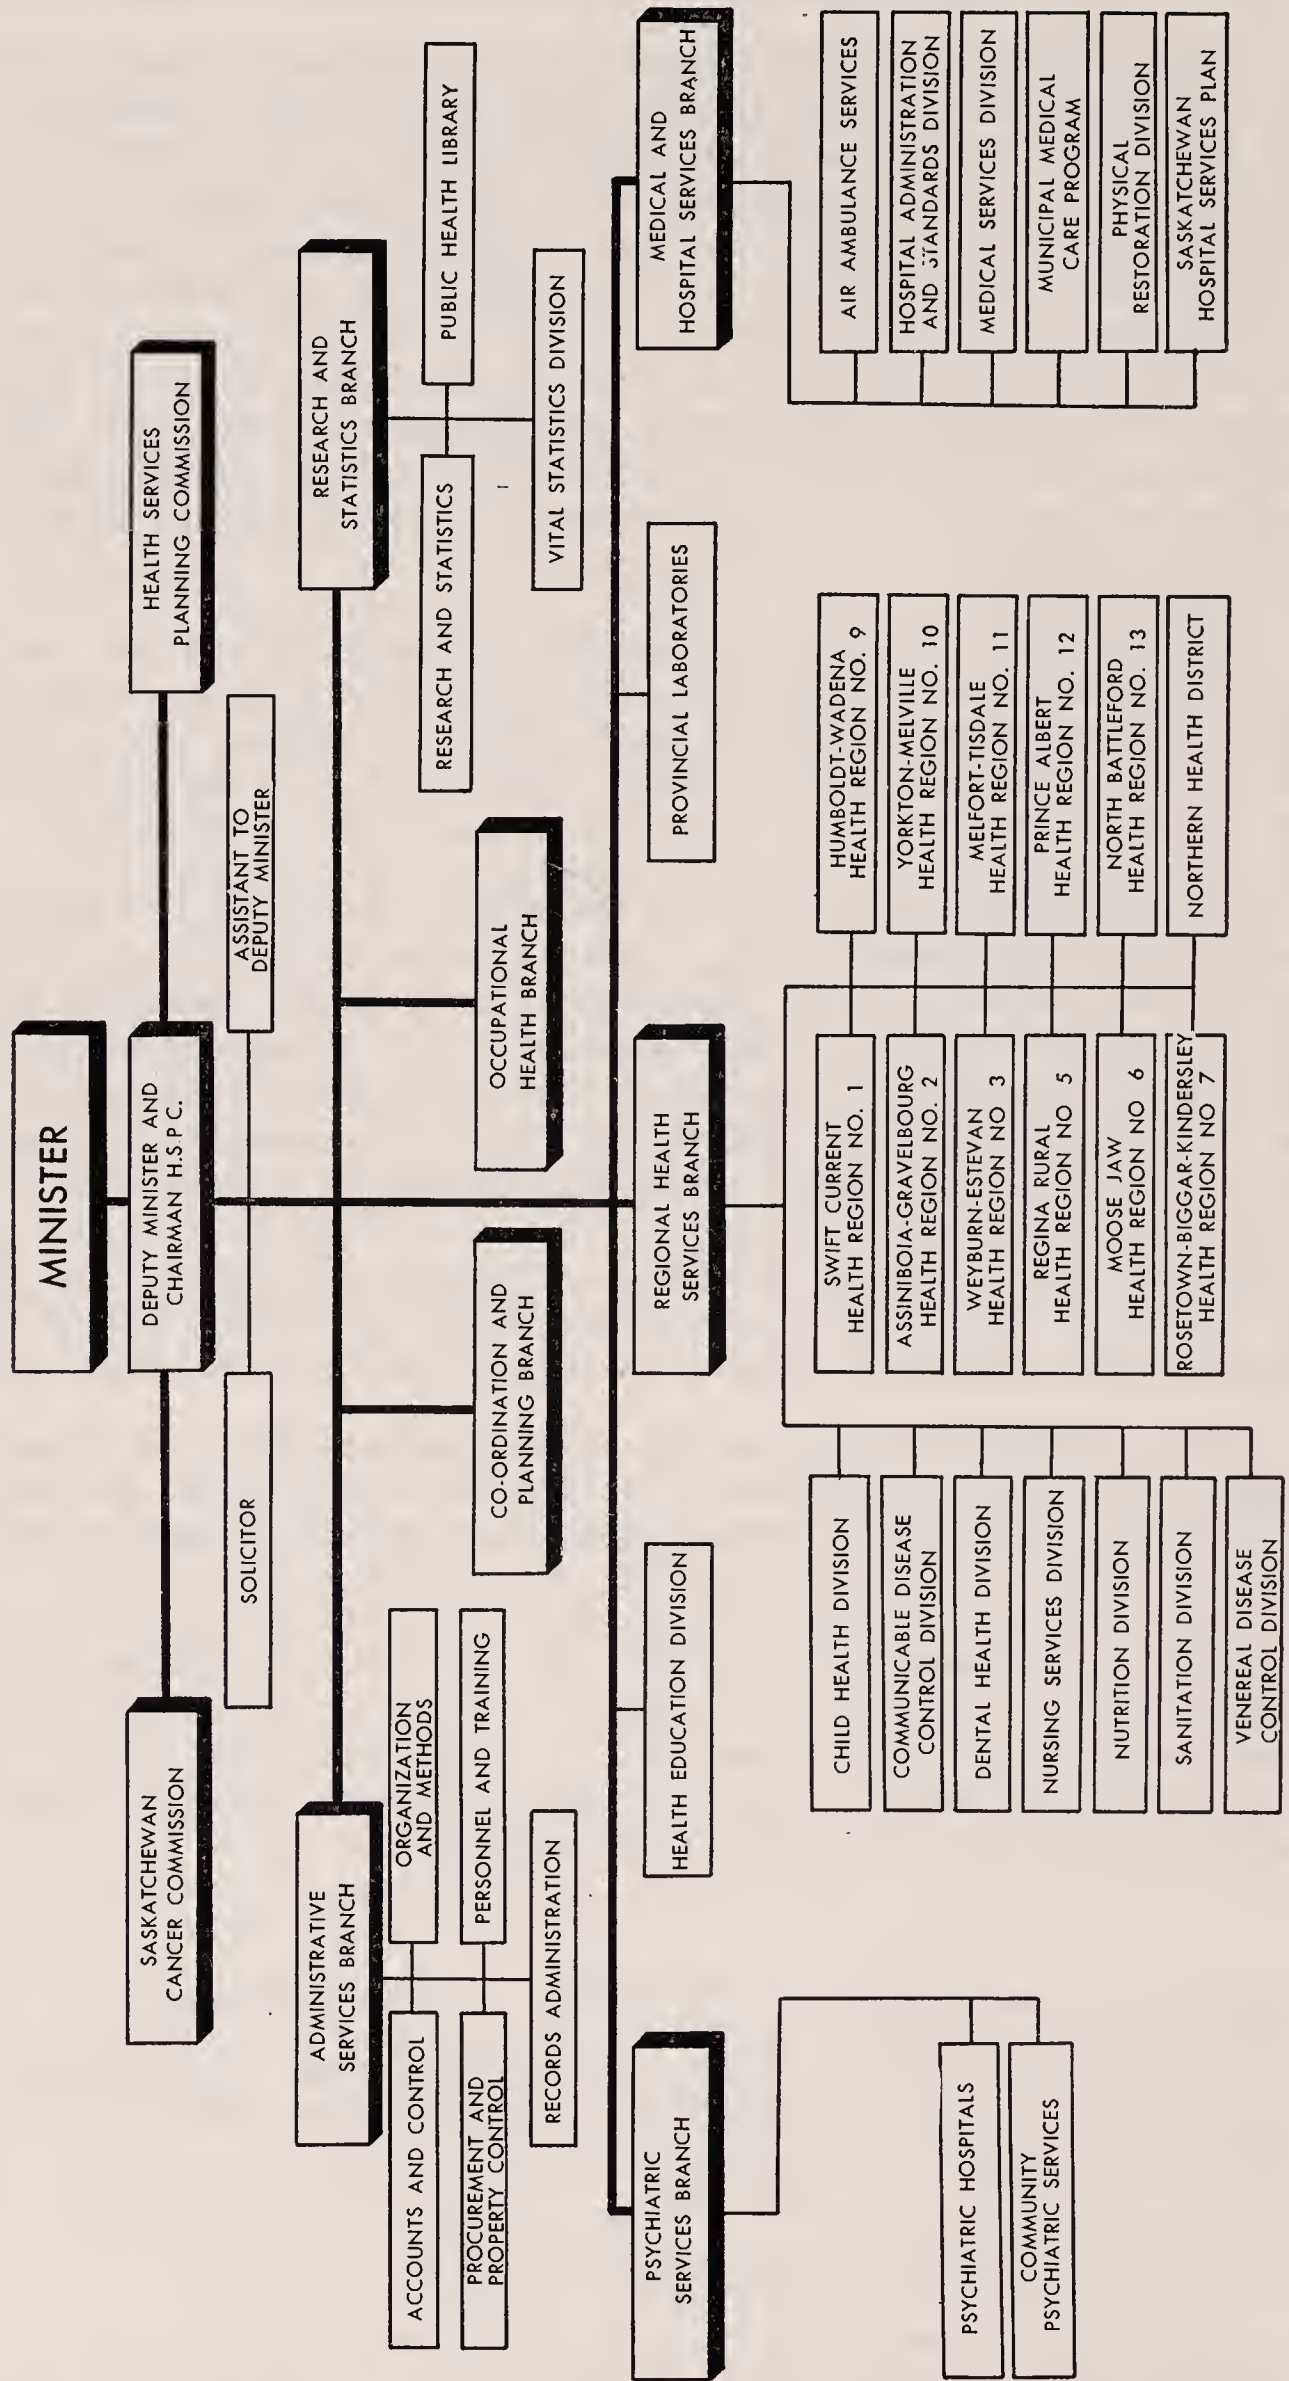 MINISTER
DEPUTY MINISTER AND
CHAIRMAN H.S.P C.
SASKATCHEWAN
CANCER COMMISSION
HEALTH SERVICES
PLANNING COMMISSION
SOLICITOR
ASSISTANT TO
DEPUTY MINISTER
ADMINISTRATIVE
SERVICES BRANCH
ACCOUNTS AND CONTROL
ORGANIZATION
AND METHODS
PROCUREMENT AND
PROPERTY CONTROL
PERSONNEL AND TRAINING
RECORDS ADMINISTRATION
CO-ORDINATION AND
PLANNING BRANCH
OCCUPATIONAL
HEALTH BRANCH
RESEARCH AND
STATISTICS BRANCH
RESEARCH AND STATISTICS
PUBLIC HEALTH LIBRARY
VITAL STATISTICS DIVISION
PSYCHIATRIC
SERVICES BRANCH
PSYCHIATRIC HOSPITALS
COMMUNITY
PSYCHIATRIC SERVICES
HEALTH EDUCATION DIVISION
REGIONAL HEALTH
SERVICES BRANCH
CHILD HEALTH DIVISION
COMMUNICABLE DISEASE
CONTROL DIVISION
DENTAL HEALTH DIVISION
NURSING SERVICES DIVISION
NUTRITION DIVISION
SANITATION DIVISION
VENEREAL DISEASE
CONTROL DIVISION
SWIFT CURRENT
HEALTH REGION NO. 1
ASSINIBOIA-GRAVELBOURG
HEALTH REGION NO. 2
WEYBURN-ESTEVAN
HEALTH REGION NO 3
REGINA RURAL
HEALTH REGION NO 5
MOOSE JAW
HEALTH REGION NO 6
ROSETOWN-BIGGAR-KINDERSLEY
HEALTH REGION NO 7
HUMBOLDT-WADENA
HEALTH REGION NO. 9
YORKTON-MELVILLE
HEALTH REGION NO. 10
MELFORT-TISDALE
HEALTH REGION NO. 11
PRINCE ALBERT
HEALTH REGION NO. 12
NORTH BATTLEFORD
HEALTH REGION NO. 13
NORTHERN HEALTH DISTRICT
PROVINCIAL LABORATORIES
MEDICAL AND
HOSPITAL SERVICES BRANCH
AIR AMBULANCE SERVICES
HOSPITAL ADMINISTRATION
AND STANDARDS DIVISION
MEDICAL SERVICES DIVISION
MUNICIPAL MEDICAL
CARE PROGRAM
PHYSICAL
RESTORATION DIVISION
SASKATCHEWAN
HOSPITAL SERVICES PLAN